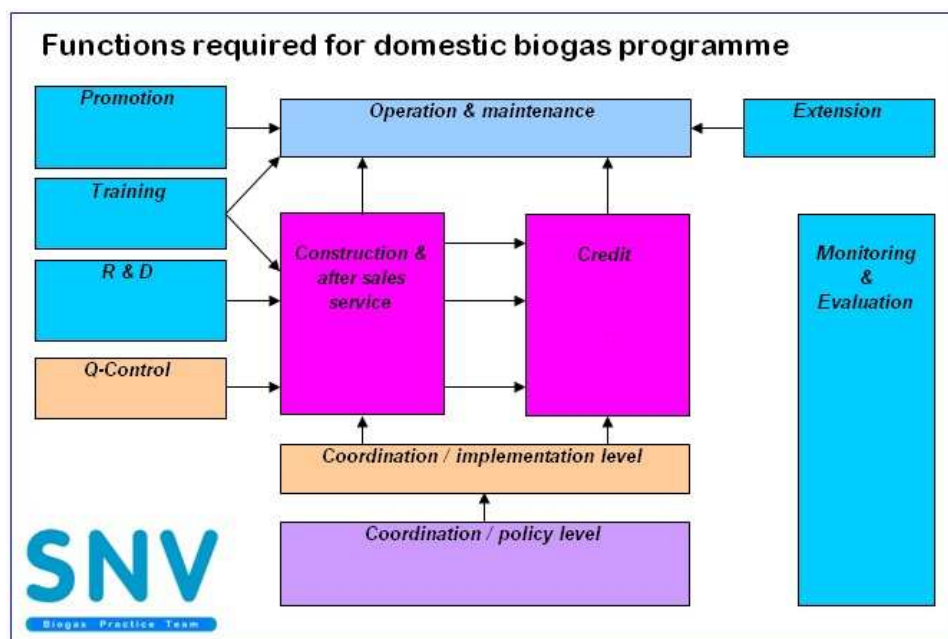 Functions required for domestic biogas programme
Promotion
Operation & maintenance
Extension
Training
Construction &
after sales
service
Credit
Monitoring
&
Evaluation
R & D
Q-Control
Coordination / implementation level
Coordination / policy level
SNV
Biogas Practice Team